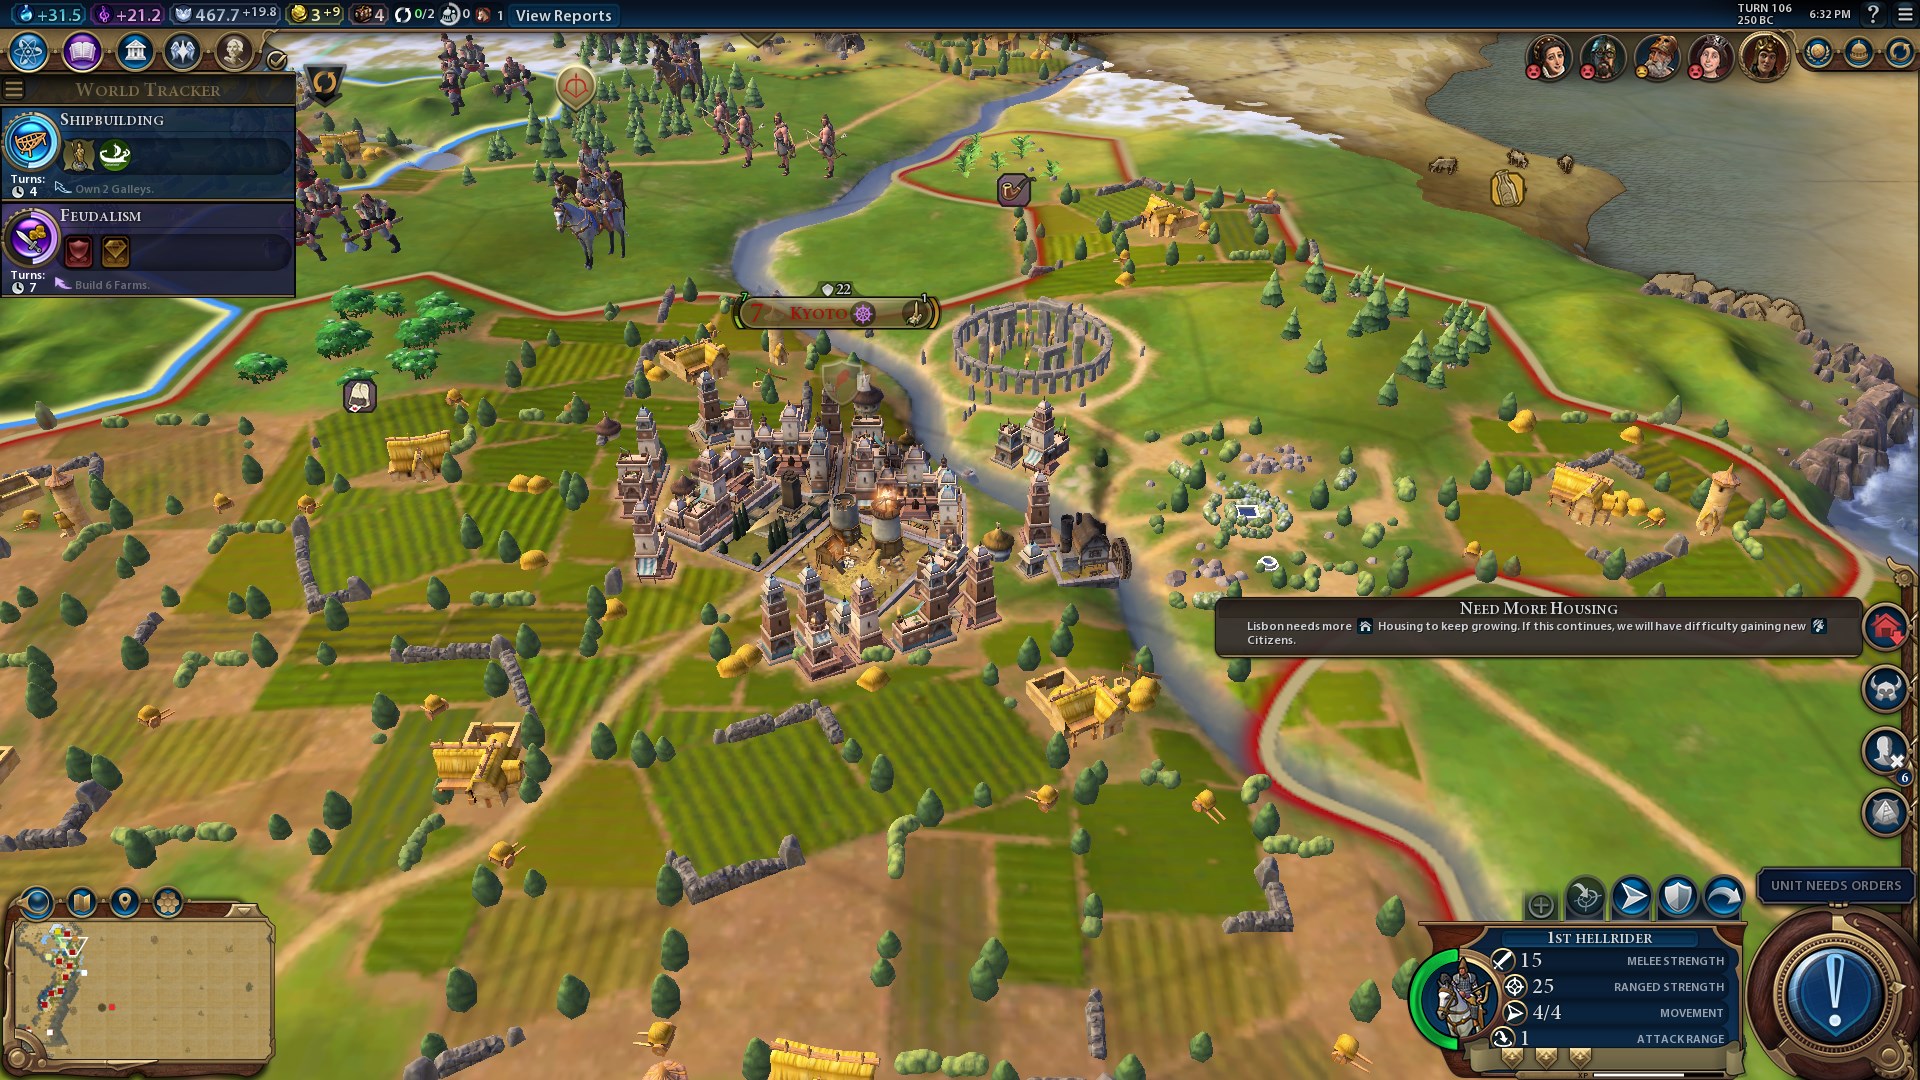 +31.5 +21.2 467.7 +19.8 3 +9 4 0/2 0 1 View Reports
TURN 106
250 BC
6:32 PM ?
WORLD TRACKER
SHIPBUILDING
Turns:
4 Own 2 Galleys.
FEUDALISM
Turns:
7 Build 6 Farms.
22
7 7 KYOTO 1
NEED MORE HOUSING
Lisbon needs more Housing to keep growing. If this continues, we will have difficulty gaining new
Citizens.
6
UNIT NEEDS ORDERS
1ST HELLRIDER
15 MELEE STRENGTH
25 RANGED STRENGTH
4/4 MOVEMENT
1 ATTACK RANGE
XP